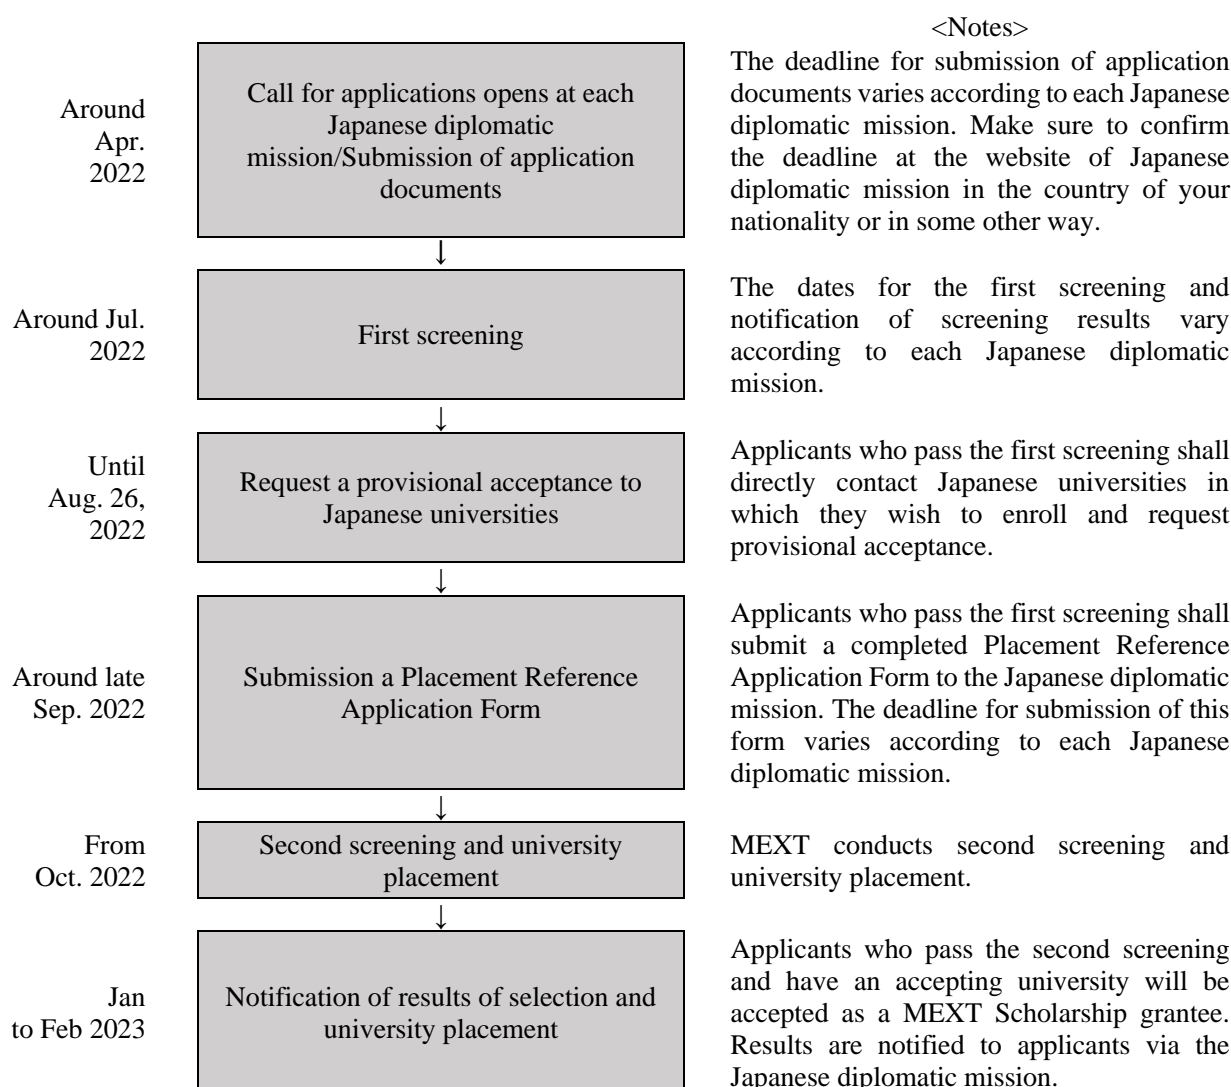 <Notes>
Around
Apr.
2022
Call for applications opens at each
Japanese diplomatic
mission/Submission of application
documents
The deadline for submission of application
documents varies according to each Japanese
diplomatic mission. Make sure to confirm
the deadline at the website of Japanese
diplomatic mission in the country of your
nationality or in some other way.
↓
Around Jul.
2022
First screening
The dates for the first screening and
notification of screening results vary
according to each Japanese diplomatic
mission.
↓
Until
Aug. 26,
2022
Request a provisional acceptance to
Japanese universities
Applicants who pass the first screening shall
directly contact Japanese universities in
which they wish to enroll and request
provisional acceptance.
↓
Around late
Sep. 2022
Submission a Placement Reference
Application Form
Applicants who pass the first screening shall
submit a completed Placement Reference
Application Form to the Japanese diplomatic
mission. The deadline for submission of this
form varies according to each Japanese
diplomatic mission.
↓
From
Oct. 2022
Second screening and university
placement
MEXT conducts second screening and
university placement.
↓
Jan
to Feb 2023
Notification of results of selection and
university placement
Applicants who pass the second screening
and have an accepting university will be
accepted as a MEXT Scholarship grantee.
Results are notified to applicants via the
Japanese diplomatic mission.